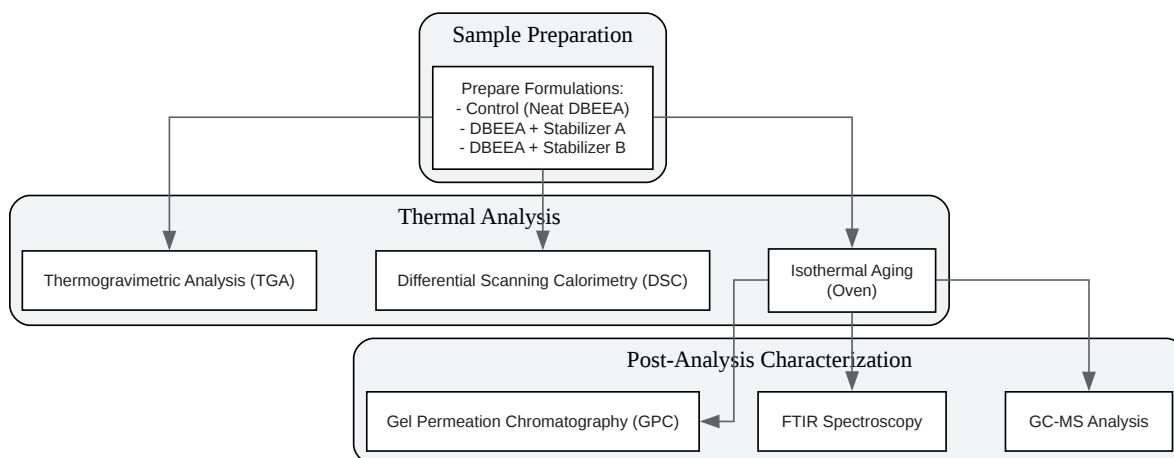 Sample Preparation
Prepare Formulations:
- Control (Neat DBEEA)
- DBEEA + Stabilizer A
- DBEEA + Stabilizer B
Thermal Analysis
Thermogravimetric Analysis (TGA)
Differential Scanning Calorimetry (DSC)
Isothermal Aging
(Oven)
Post-Analysis Characterization
Gel Permeation Chromatography (GPC)
FTIR Spectroscopy
GC-MS Analysis